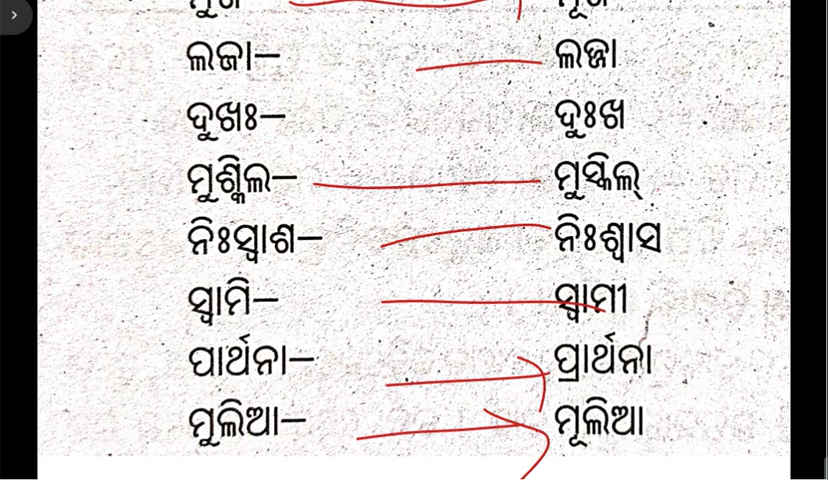 ଲଜା– ଲଜ୍ଜା
ଦୁଖଃ– ଦୁଃଖ
ମୁଶ୍କିଲ– ମୁସ୍କିଲ୍
ନିଃସ୍ୱାଶ– ନିଃଶ୍ୱାସ
ସ୍ୱାମି– ସ୍ୱାମୀ
ପାର୍ଥନା– ପ୍ରାର୍ଥନା
ମୁଲିଆ– ମୂଲିଆ